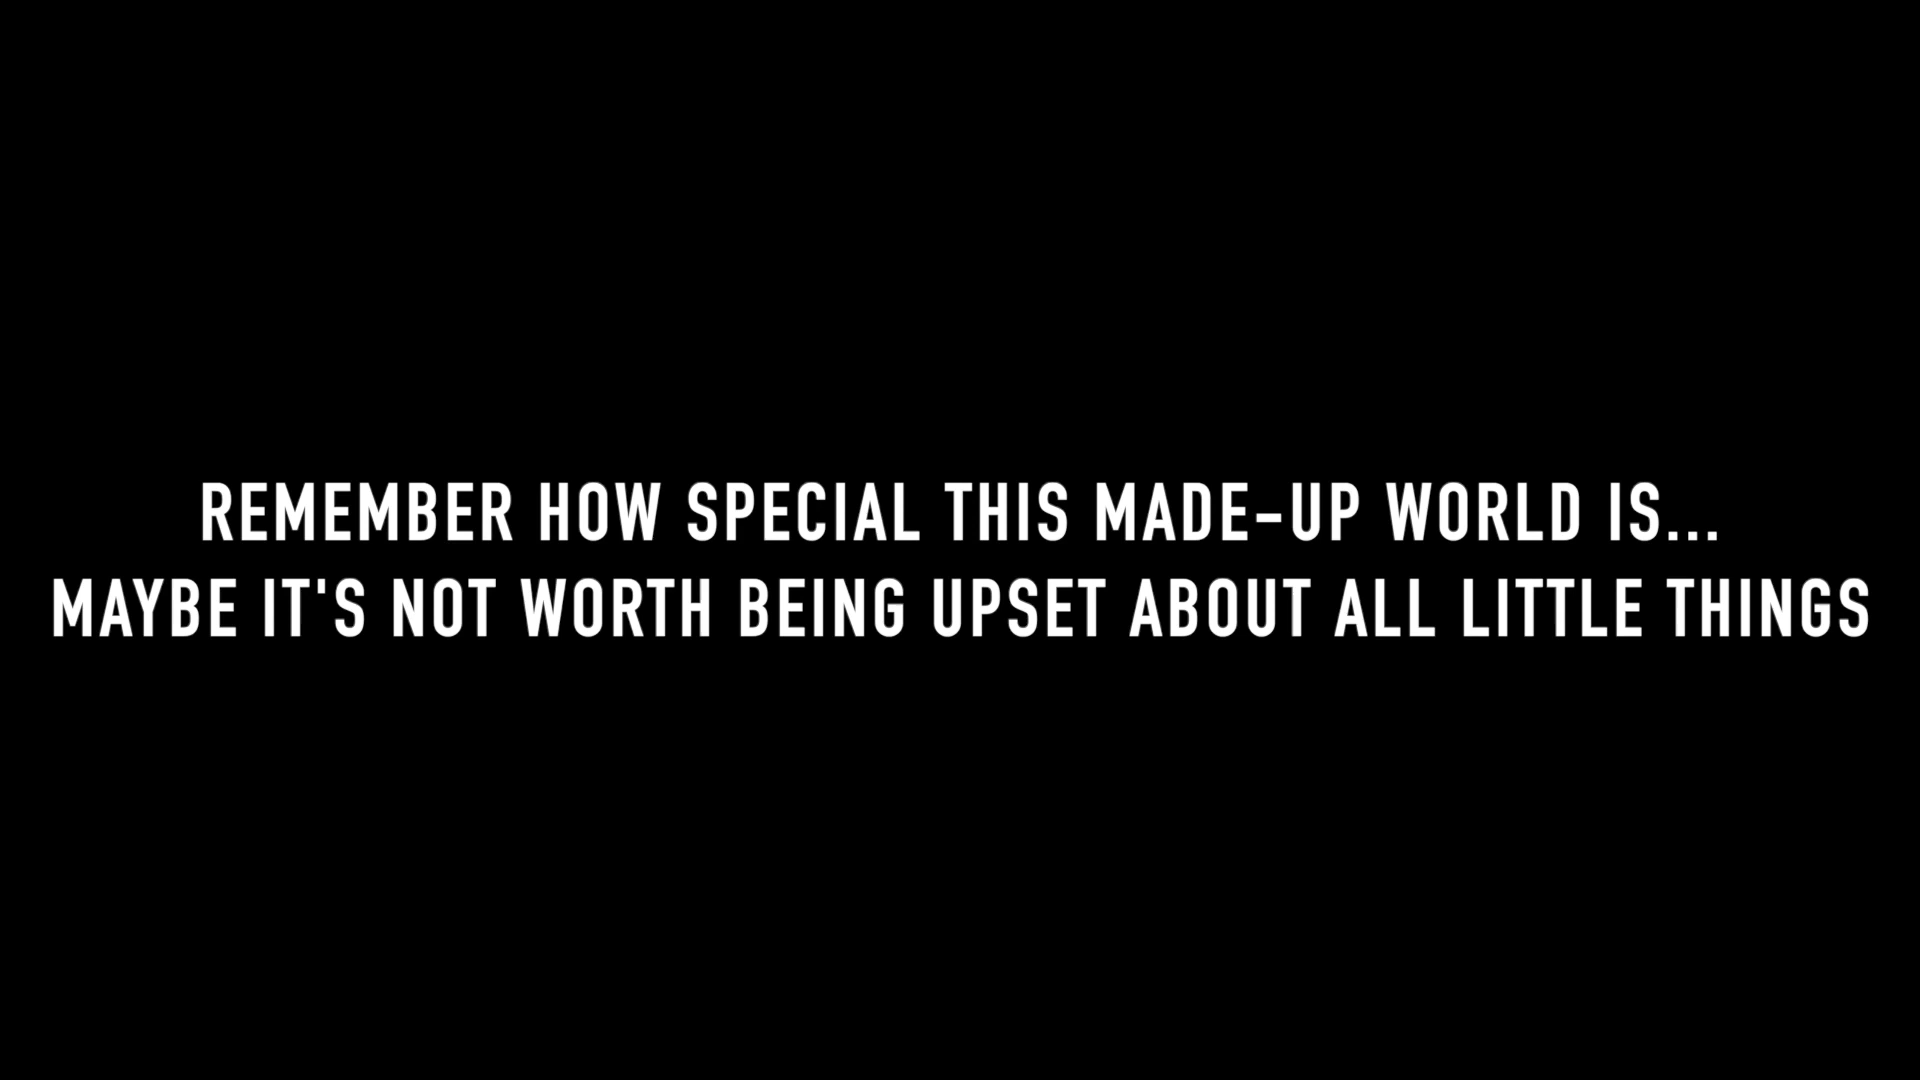 REMEMBER HOW SPECIAL THIS MADE-UP WORLD IS...
MAYBE IT'S NOT WORTH BEING UPSET ABOUT ALL LITTLE THINGS